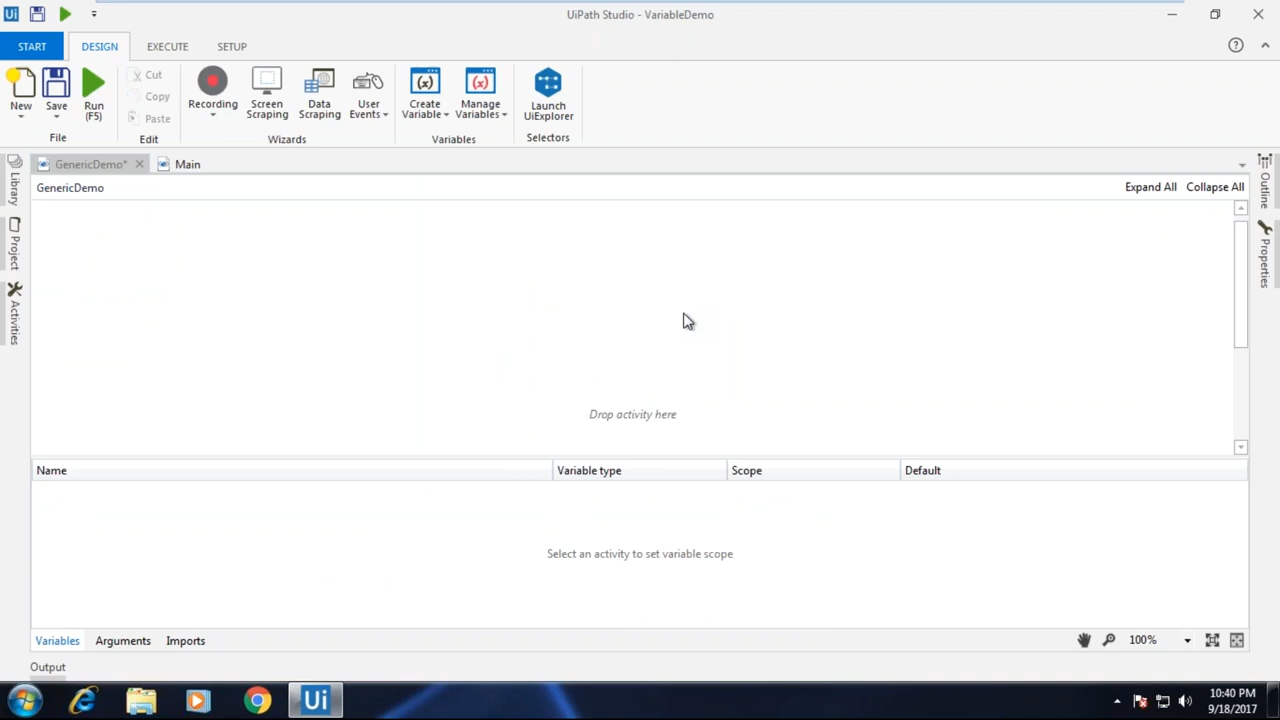 Ui
UiPath Studio - VariableDemo
START DESIGN EXECUTE SETUP
New
Save
Run
(F5)
File
Cut
Copy
Paste
Edit
Recording
Screen
Scraping
Data
Scraping
User
Events
Wizards
Create
Variable
Manage
Variables
Variables
Launch
UiExplorer
Selectors
Library
Project
Activities
GenericDemo* Main
GenericDemo Expand All Collapse All
Outline
Properties
Drop activity here
Name Variable type Scope Default
Select an activity to set variable scope
Variables Arguments Imports 100%
Output
Ui
10:40 PM
9/18/2017